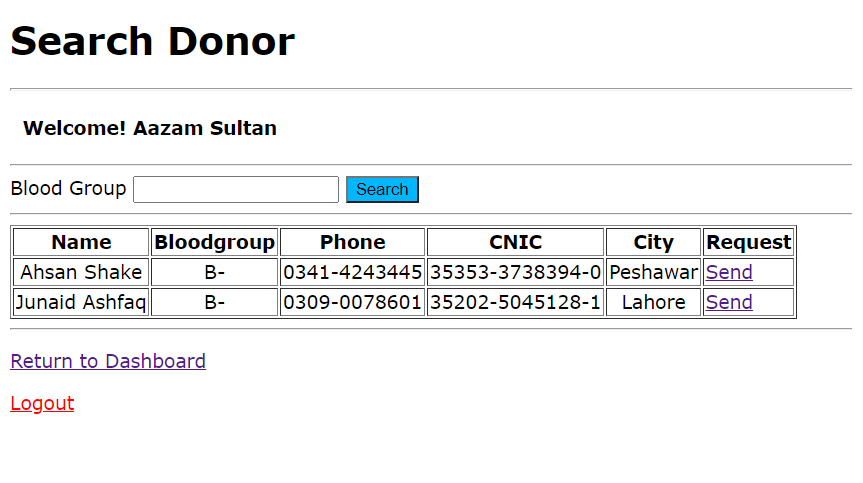 Search Donor
Welcome! Aazam Sultan
Blood Group Search
Name Bloodgroup Phone CNIC City Request
Ahsan Shake B- 0341-4243445 35353-3738394-0 Peshawar Send
Junaid Ashfaq B- 0309-0078601 35202-5045128-1 Lahore Send
Return to Dashboard
Logout